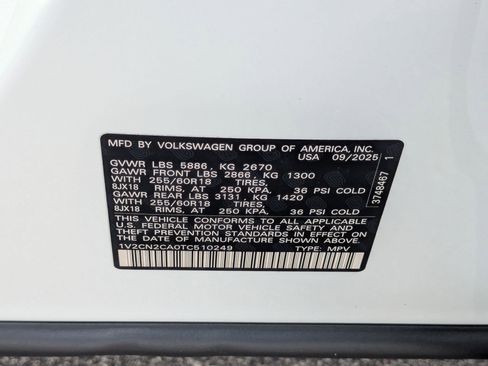 MFD BY VOLKSWAGEN GROUP OF AMERICA, INC.
USA 09/2025
GVWR LBS 5886, KG 2670
GAWR FRONT LBS 2866, KG 1300
WITH 255/60R18 TIRES,
8JX18 RIMS, AT 250 KPA, 36 PSI COLD
GAWR REAR LBS 3131, KG 1420
WITH 255/60R18 TIRES,
8JX18 RIMS, AT 250 KPA, 36 PSI COLD
THIS VEHICLE CONFORMS TO ALL APPLICABLE
U.S. FEDERAL MOTOR VEHICLE SAFETY AND THEFT
PREVENTION STANDARDS IN EFFECT ON
THE DATE OF MANUFACTURE SHOWN ABOVE.
1V2CN2CA0TC510249 TYPE: MPV
3748467 1